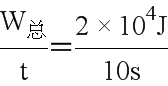 W总/t = 2 × 10⁴J/10s